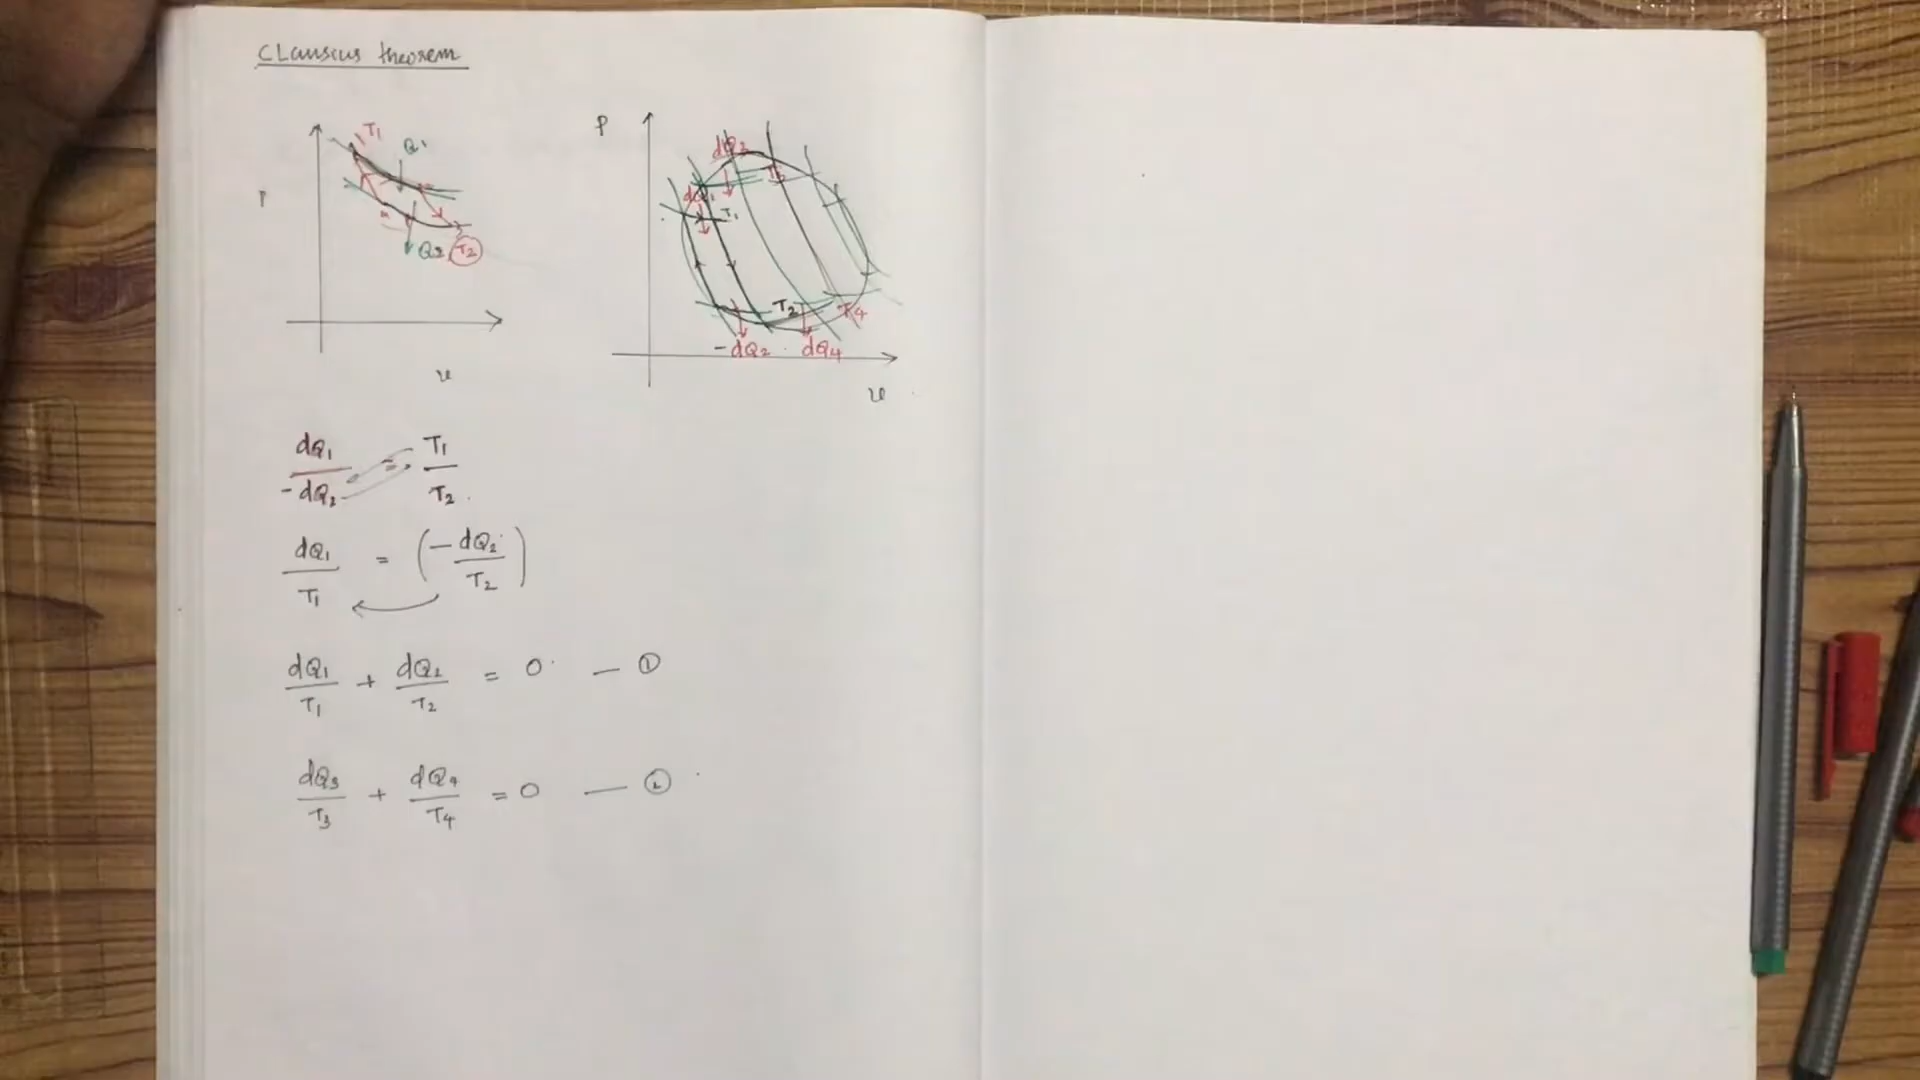 CLausius theorem
T1
Q1
P
Q2 T2
v
P
dQ3
T3
dQ1
T1
T2
T4
-dQ2
dQ4
v
dQ1 / -dQ2 = T1 / T2
dQ1 / T1 = (-dQ2 / T2)
dQ1 / T1 + dQ2 / T2 = 0 — ①
dQ3 / T3 + dQ4 / T4 = 0 — ②